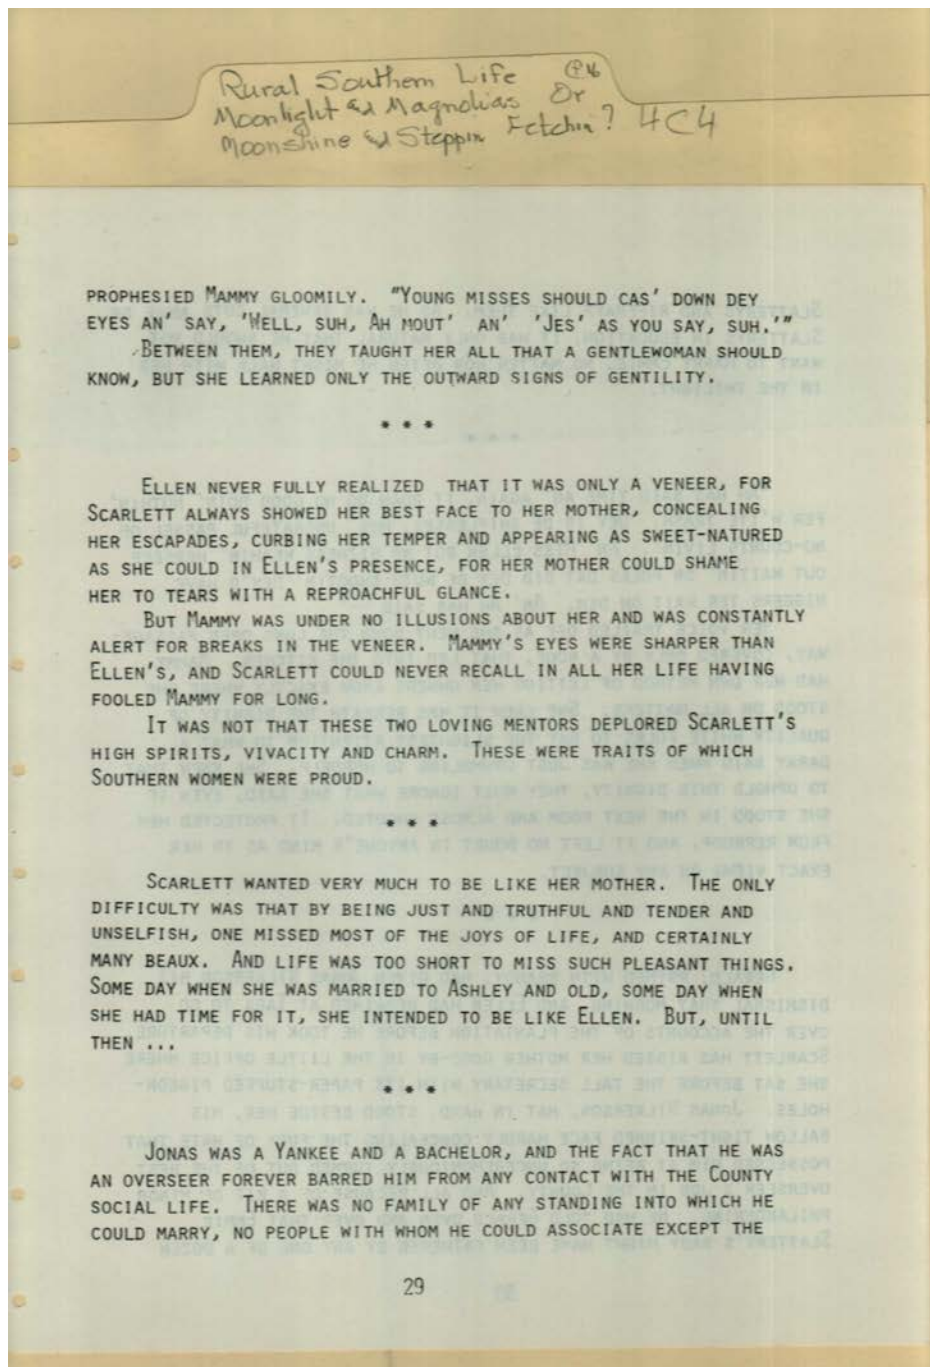 Rural Southern Life
Moonlight and Magnolias Or
Moonshine and Steppin Fetchin? 4C4
PROPHESIED MAMMY GLOOMILY. "YOUNG MISSES SHOULD CAS' DOWN DEY
EYES AN' SAY, 'WELL, SUH, AH MOUT' AN' 'JES' AS YOU SAY, SUH.'"
BETWEEN THEM, THEY TAUGHT HER ALL THAT A GENTLEWOMAN SHOULD
KNOW, BUT SHE LEARNED ONLY THE OUTWARD SIGNS OF GENTILITY.
* * *
ELLEN NEVER FULLY REALIZED THAT IT WAS ONLY A VENEER, FOR
SCARLETT ALWAYS SHOWED HER BEST FACE TO HER MOTHER, CONCEALING
HER ESCAPADES, CURBING HER TEMPER AND APPEARING AS SWEET-NATURED
AS SHE COULD IN ELLEN'S PRESENCE, FOR HER MOTHER COULD SHAME
HER TO TEARS WITH A REPROACHFUL GLANCE.
BUT MAMMY WAS UNDER NO ILLUSIONS ABOUT HER AND WAS CONSTANTLY
ALERT FOR BREAKS IN THE VENEER. MAMMY'S EYES WERE SHARPER THAN
ELLEN'S, AND SCARLETT COULD NEVER RECALL IN ALL HER LIFE HAVING
FOOLED MAMMY FOR LONG.
IT WAS NOT THAT THESE TWO LOVING MENTORS DEPLORED SCARLETT'S
HIGH SPIRITS, VIVACITY AND CHARM. THESE WERE TRAITS OF WHICH
SOUTHERN WOMEN WERE PROUD.
* * *
SCARLETT WANTED VERY MUCH TO BE LIKE HER MOTHER. THE ONLY
DIFFICULTY WAS THAT BY BEING JUST AND TRUTHFUL AND TENDER AND
UNSELFISH, ONE MISSED MOST OF THE JOYS OF LIFE, AND CERTAINLY
MANY BEAUX. AND LIFE WAS TOO SHORT TO MISS SUCH PLEASANT THINGS.
SOME DAY WHEN SHE WAS MARRIED TO ASHLEY AND OLD, SOME DAY WHEN
SHE HAD TIME FOR IT, SHE INTENDED TO BE LIKE ELLEN. BUT, UNTIL
THEN ...
* * *
JONAS WAS A YANKEE AND A BACHELOR, AND THE FACT THAT HE WAS
AN OVERSEER FOREVER BARRED HIM FROM ANY CONTACT WITH THE COUNTY
SOCIAL LIFE. THERE WAS NO FAMILY OF ANY STANDING INTO WHICH HE
COULD MARRY, NO PEOPLE WITH WHOM HE COULD ASSOCIATE EXCEPT THE
29